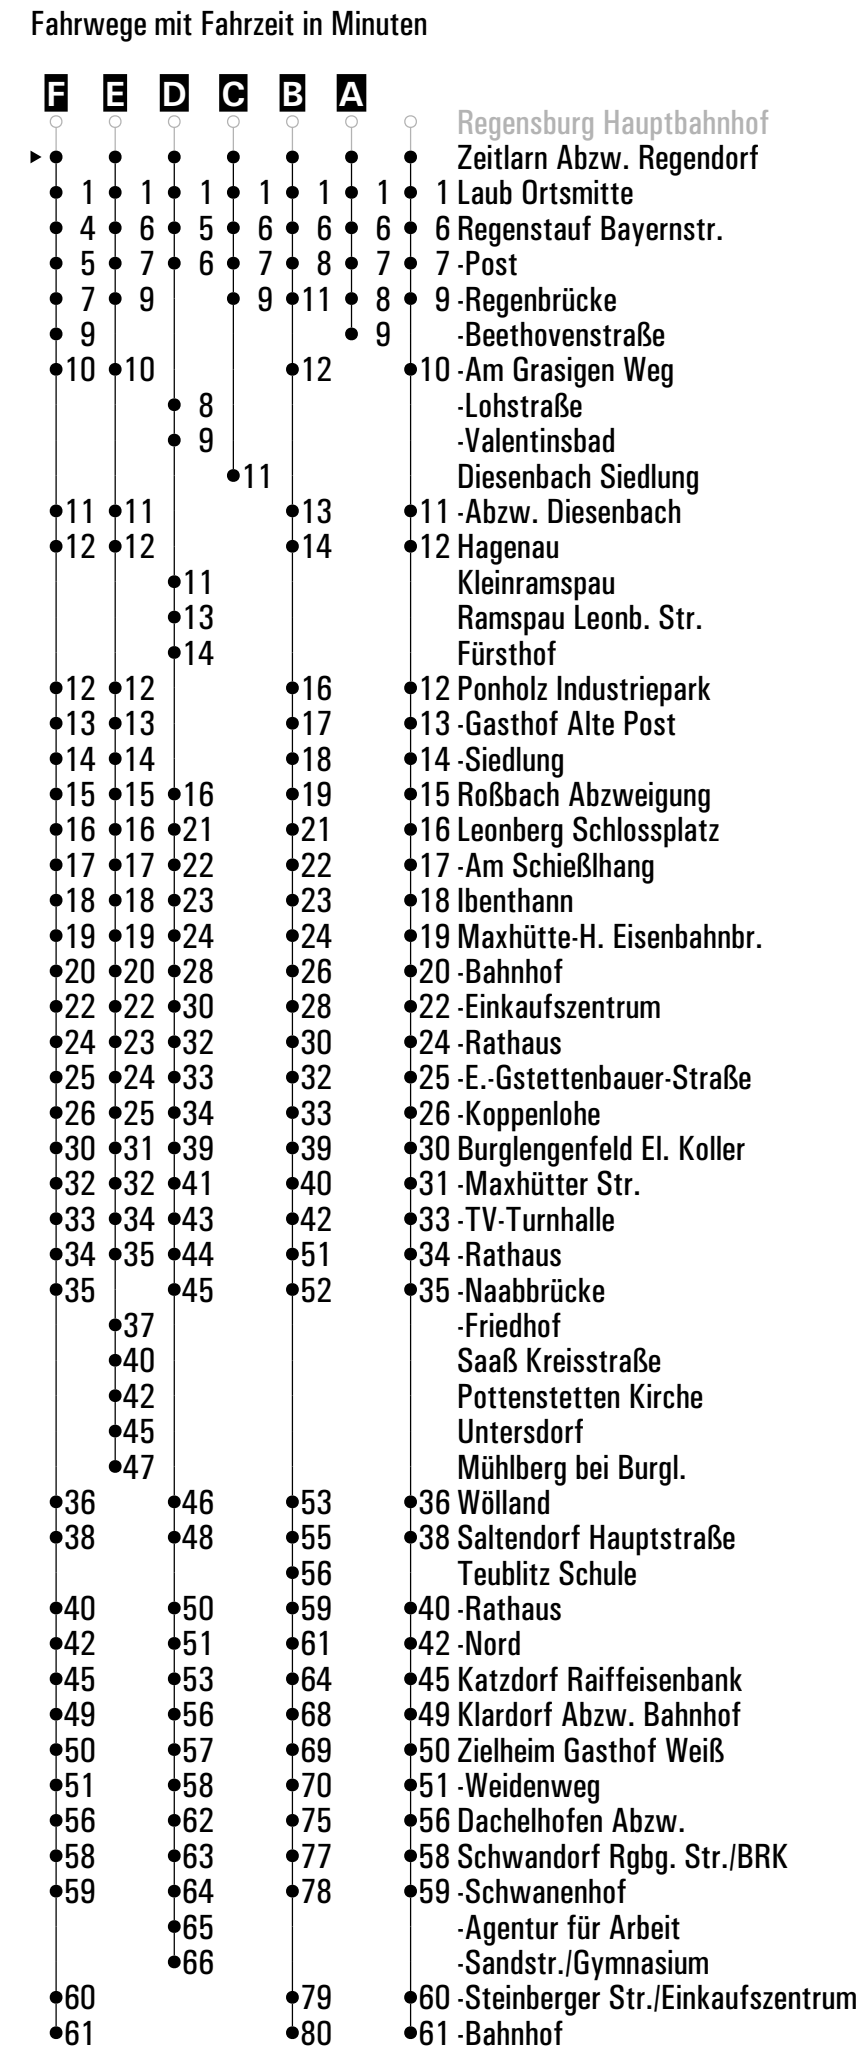 Fahrwege mit Fahrzeit in Minuten
F E D C B A
Regensburg Hauptbahnhof
Zeitlarn Abzw. Regendorf
1 1 1 1 1 1 1 Laub Ortsmitte
4 6 5 6 6 6 6 Regenstauf Bayernstr.
5 7 6 7 8 7 7 -Post
7 9 9 11 8 9 -Regenbrücke
9 9 -Beethovenstraße
10 10 12 10 -Am Grasigen Weg
8 -Lohstraße
9 -Valentinsbad
11 Diesenbach Siedlung
11 11 13 11 -Abzw. Diesenbach
12 12 14 12 Hagenau
11 Kleinramspau
13 Ramspau Leonb. Str.
14 Fürsthof
12 12 16 12 Ponholz Industriepark
13 13 17 13 -Gasthof Alte Post
14 14 18 14 -Siedlung
15 15 16 19 15 Roßbach Abzweigung
16 16 21 21 16 Leonberg Schlossplatz
17 17 22 22 17 -Am Schießlhang
18 18 23 23 18 Ibenthann
19 19 24 24 19 Maxhütte-H. Eisenbahnbr.
20 20 28 26 20 -Bahnhof
22 22 30 28 22 -Einkaufszentrum
24 23 32 30 24 -Rathaus
25 24 33 32 25 -E.-Gstettenbauer-Straße
26 25 34 33 26 -Koppenlohe
30 31 39 39 30 Burglengenfeld El. Koller
32 32 41 40 31 -Maxhütter Str.
33 34 43 42 33 -TV-Turnhalle
34 35 44 51 34 -Rathaus
35 45 52 35 -Naabbrücke
37 -Friedhof
40 Saaß Kreisstraße
42 Pottenstetten Kirche
45 Untersdorf
47 Mühlberg bei Burgl.
36 46 53 36 Wölland
38 48 55 38 Saltendorf Hauptstraße
56 Teublitz Schule
40 50 59 40 -Rathaus
42 51 61 42 -Nord
45 53 64 45 Katzdorf Raiffeisenbank
49 56 68 49 Klardorf Abzw. Bahnhof
50 57 69 50 Zielheim Gasthof Weiß
51 58 70 51 -Weidenweg
56 62 75 56 Dachelhofen Abzw.
58 63 77 58 Schwandorf Rgbg. Str./BRK
59 64 78 59 -Schwanenhof
65 -Agentur für Arbeit
66 -Sandstr./Gymnasium
60 79 60 -Steinberger Str./Einkaufszentrum
61 80 61 -Bahnhof